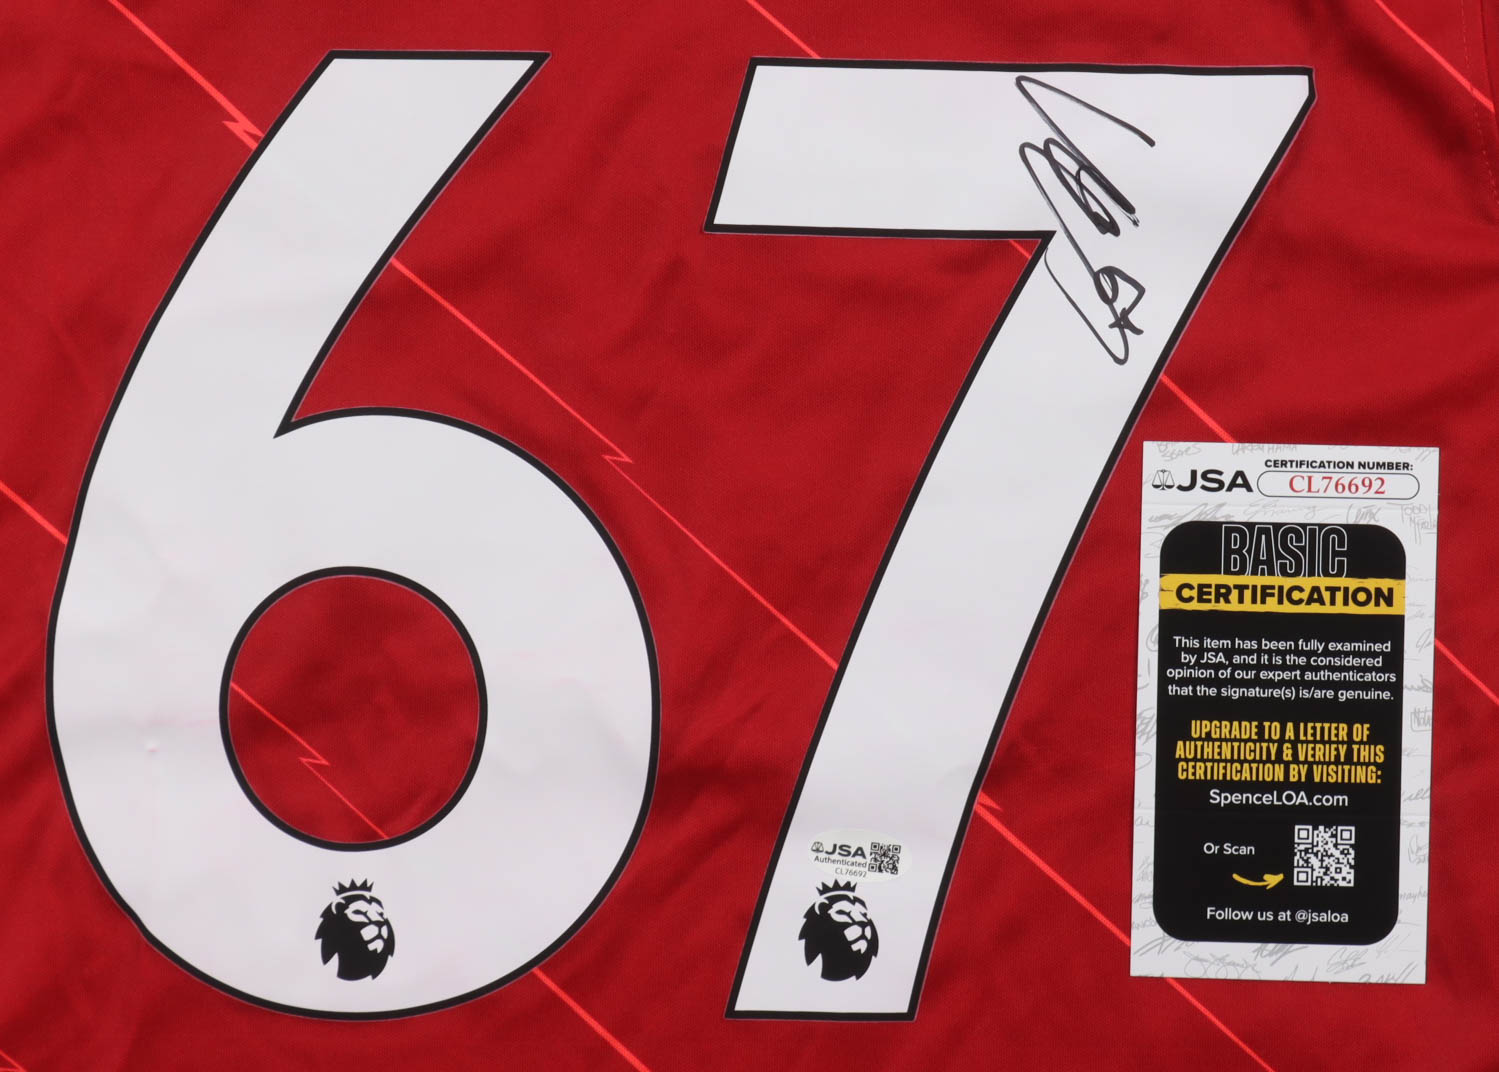 67
JSA
Authenticated
CL76692
JSA
CERTIFICATION NUMBER:
CL76692
BASIC
CERTIFICATION
This item has been fully examined
by JSA, and it is the considered
opinion of our expert authenticators
that the signature(s) is/are genuine.
UPGRADE TO A LETTER OF
AUTHENTICITY & VERIFY THIS
CERTIFICATION BY VISITING:
SpenceLOA.com
Or Scan
Follow us at @jsaloa